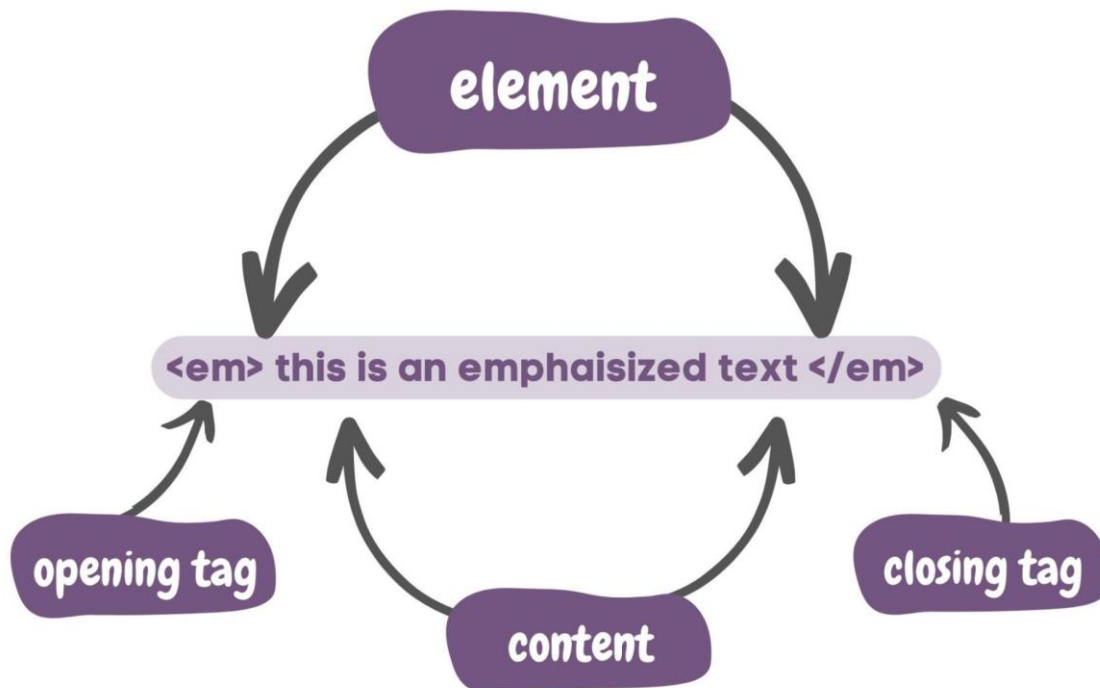 element
<em> this is an emphaisized text </em>
opening tag
closing tag
content